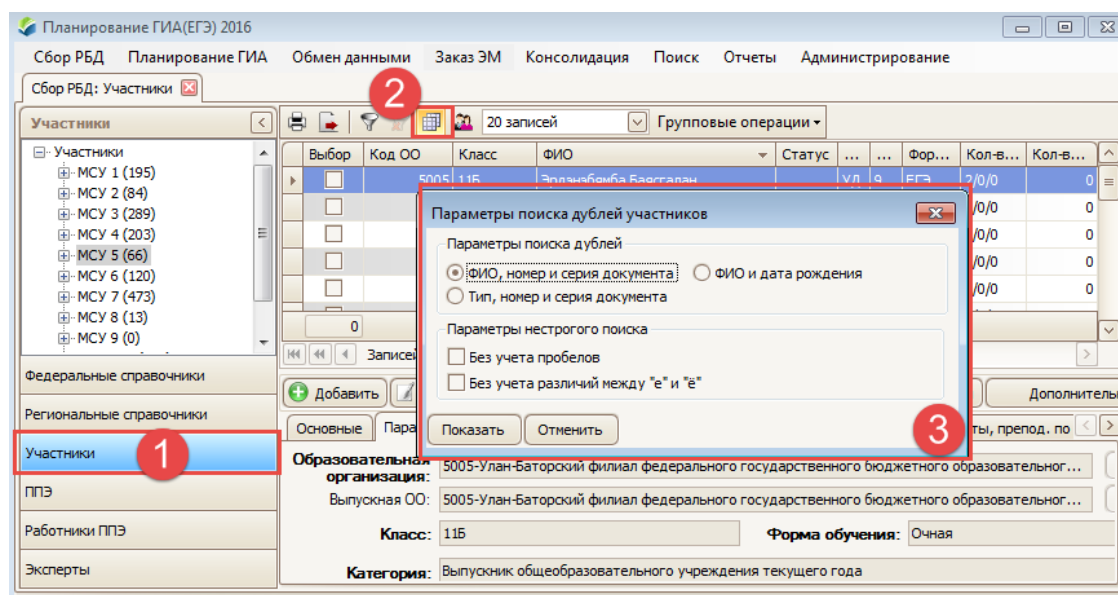 Планирование ГИА(ЕГЭ) 2016
Сбор РБД Планирование ГИА Обмен данными Заказ ЭМ Консолидация Поиск Отчеты Администрирование
Сбор РБД: Участники
2
Участники
20 записей Групповые операции
Участники
МСУ 1 (195)
МСУ 2 (84)
МСУ 3 (289)
МСУ 4 (203)
МСУ 5 (66)
МСУ 6 (120)
МСУ 7 (473)
МСУ 8 (13)
МСУ 9 (0)
Выбор Код ОО Класс ФИО Статус ... ... Фор... Кол-в... Кол-в...
5005 11Б Эрдэнэбямба Баясгалан УД 9 ЕГЭ 2/0/0 0
/0/0 0
/0/0 0
/0/0 0
/0/0 0
0
Записей
Параметры поиска дублей участников
Параметры поиска дублей
ФИО, номер и серия документа ФИО и дата рождения
Тип, номер и серия документа
Параметры нестрогого поиска
Без учета пробелов
Без учета различий между "е" и "ё"
Показать Отменить
3
Федеральные справочники
Региональные справочники
Участники
1
ППЭ
Работники ППЭ
Эксперты
Добавить Дополнитель
Основные Пара ты, препод. по
Образовательная организация: 5005-Улан-Баторский филиал федерального государственного бюджетного образовательног...
Выпускная ОО: 5005-Улан-Баторский филиал федерального государственного бюджетного образовательног...
Класс: 11Б Форма обучения: Очная
Категория: Выпускник общеобразовательного учреждения текущего года